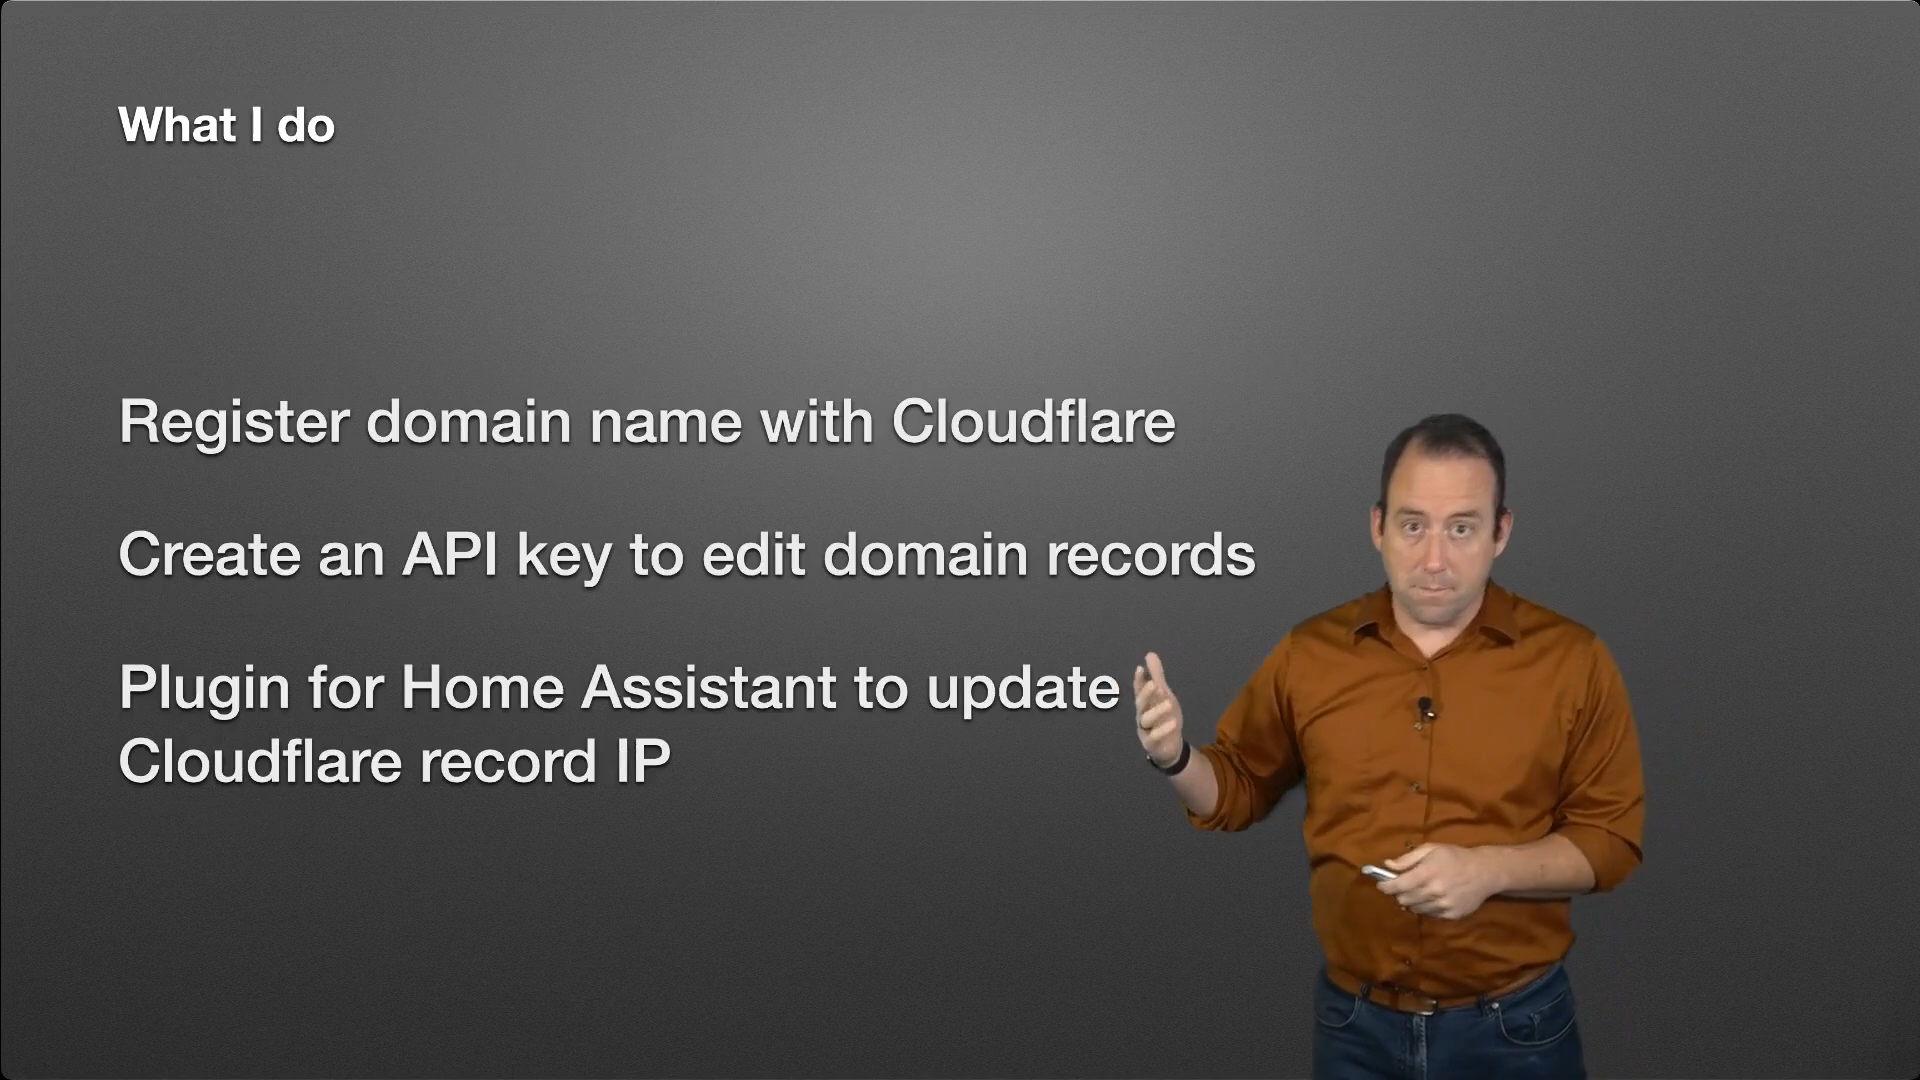 What I do
Register domain name with Cloudflare
Create an API key to edit domain records
Plugin for Home Assistant to update
Cloudflare record IP